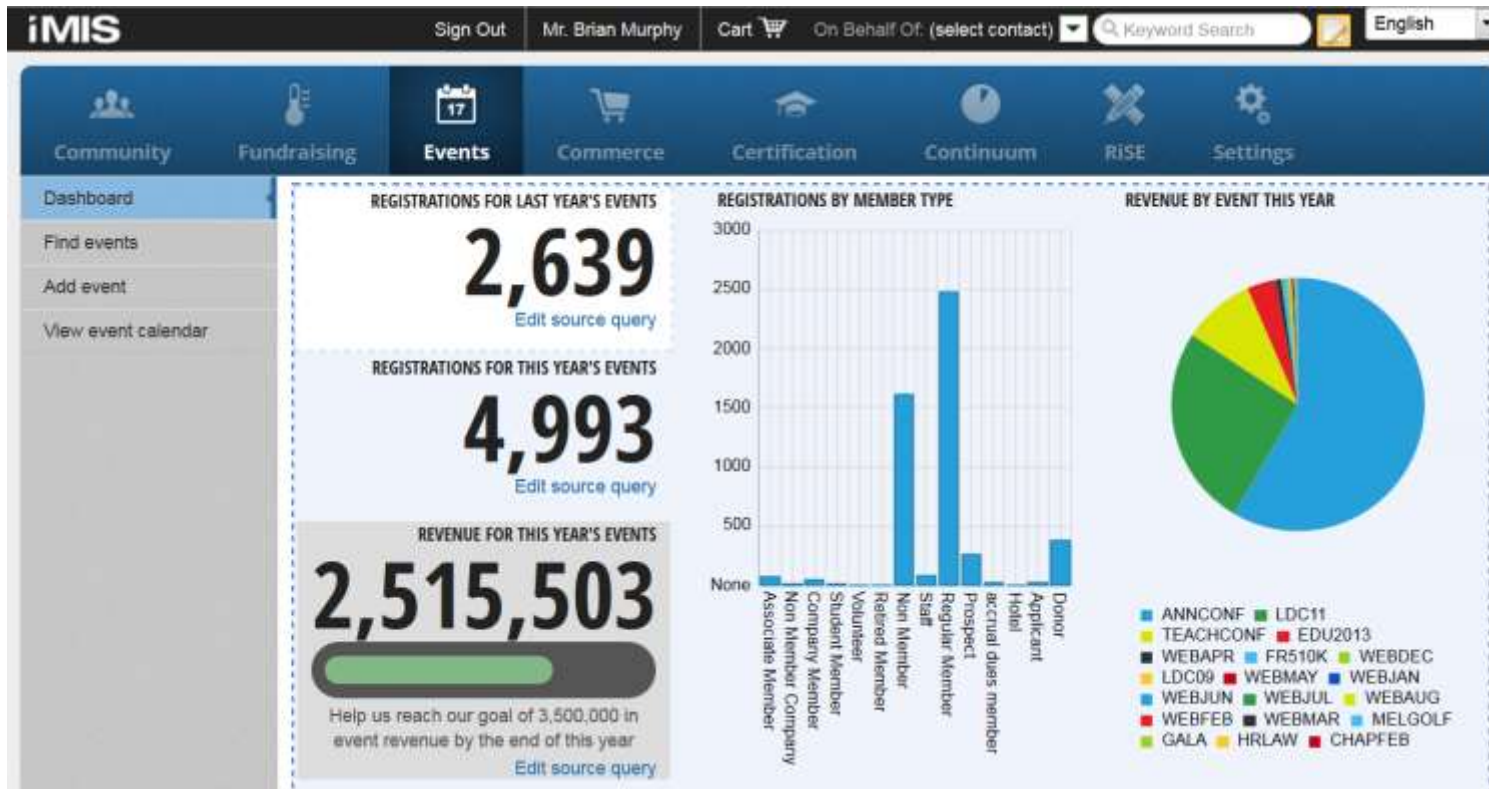 iMIS
Sign Out
Mr. Brian Murphy
Cart
On Behalf Of: (select contact)
Keyword Search
English
Community
Fundraising
17
Events
Commerce
Certification
Continuum
RiSE
Settings
Dashboard
Find events
Add event
View event calendar
REGISTRATIONS FOR LAST YEAR'S EVENTS
2,639
Edit source query
REGISTRATIONS FOR THIS YEAR'S EVENTS
4,993
Edit source query
REVENUE FOR THIS YEAR'S EVENTS
2,515,503
Help us reach our goal of 3,500,000 in
event revenue by the end of this year
Edit source query
REGISTRATIONS BY MEMBER TYPE
3000
2500
2000
1500
1000
500
None
Associate Member
Non Member Company
Company Member
Student Member
Volunteer
Retired Member
Non Member
Staff
Regular Member
Prospect
accrual dues member
Hotel
Applicant
Donor
REVENUE BY EVENT THIS YEAR
ANNCONF LDC11
TEACHCONF EDU2013
WEBAPR FR510K WEBDEC
LDC09 WEBMAY WEBJAN
WEBJUN WEBJUL WEBAUG
WEBFEB WEBMAR MELGOLF
GALA HRLAW CHAPFEB